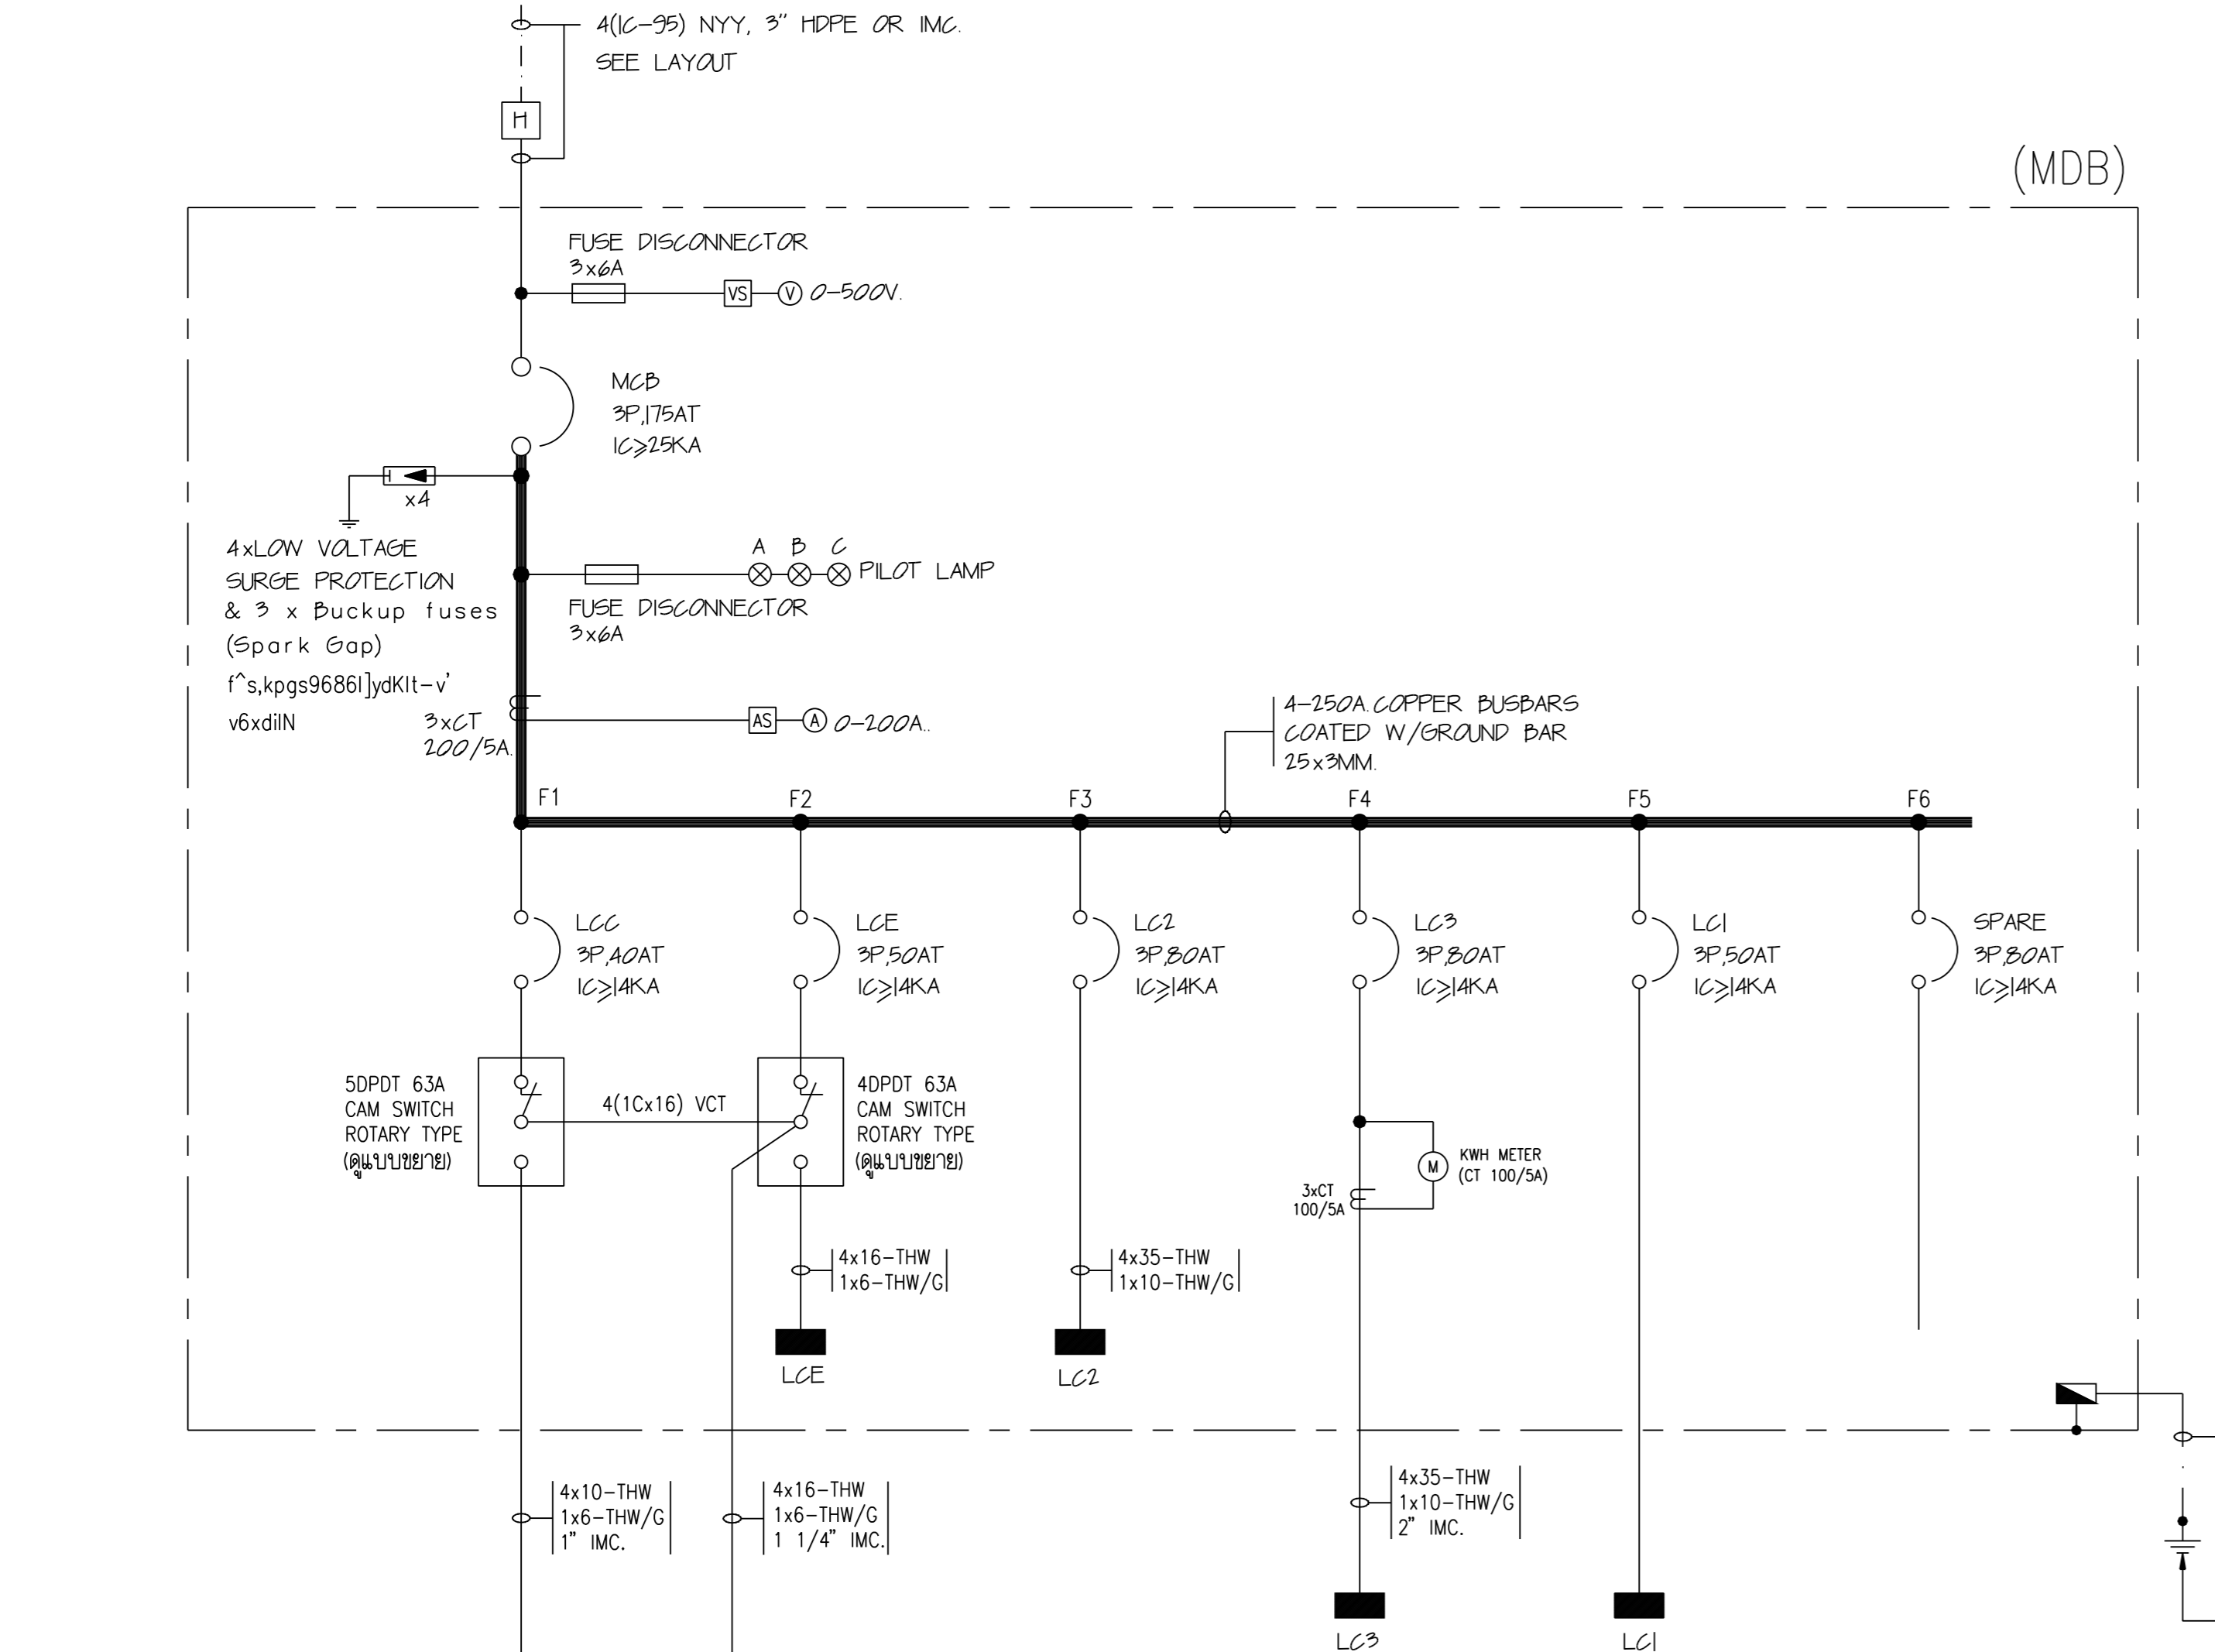 4(1C-95) NYY, 3" HDPE OR IMC.
SEE LAYOUT
H
(MDB)
FUSE DISCONNECTOR
3x6A
VS
V
0-500V.
MCB
3P,175AT
IC≥25KA
x4
4xLOW VOLTAGE
SURGE PROTECTION
& 3 x Buckup fuses
(Spark Gap)
f^s,kpgs9686l]ydKlt-v'
v6xdilN
A B C
PILOT LAMP
FUSE DISCONNECTOR
3x6A
3xCT
200/5A.
AS
A
0-200A..
4-250A. COPPER BUSBARS
COATED W/GROUND BAR
25x3MM.
F1
F2
F3
F4
F5
F6
LCC
3P,40AT
IC≥14KA
LCE
3P,50AT
IC≥14KA
LC2
3P,80AT
IC≥14KA
LC3
3P,80AT
IC≥14KA
LC1
3P,50AT
IC≥14KA
SPARE
3P,80AT
IC≥14KA
5DPDT 63A
CAM SWITCH
ROTARY TYPE
(ดูแบบขยาย)
4(1Cx16) VCT
4DPDT 63A
CAM SWITCH
ROTARY TYPE
(ดูแบบขยาย)
M
KWH METER
(CT 100/5A)
3xCT
100/5A
4x16-THW
1x6-THW/G
4x35-THW
1x10-THW/G
LCE
LC2
4x10-THW
1x6-THW/G
1" IMC.
4x16-THW
1x6-THW/G
1 1/4" IMC.
4x35-THW
1x10-THW/G
2" IMC.
LC3
LC1